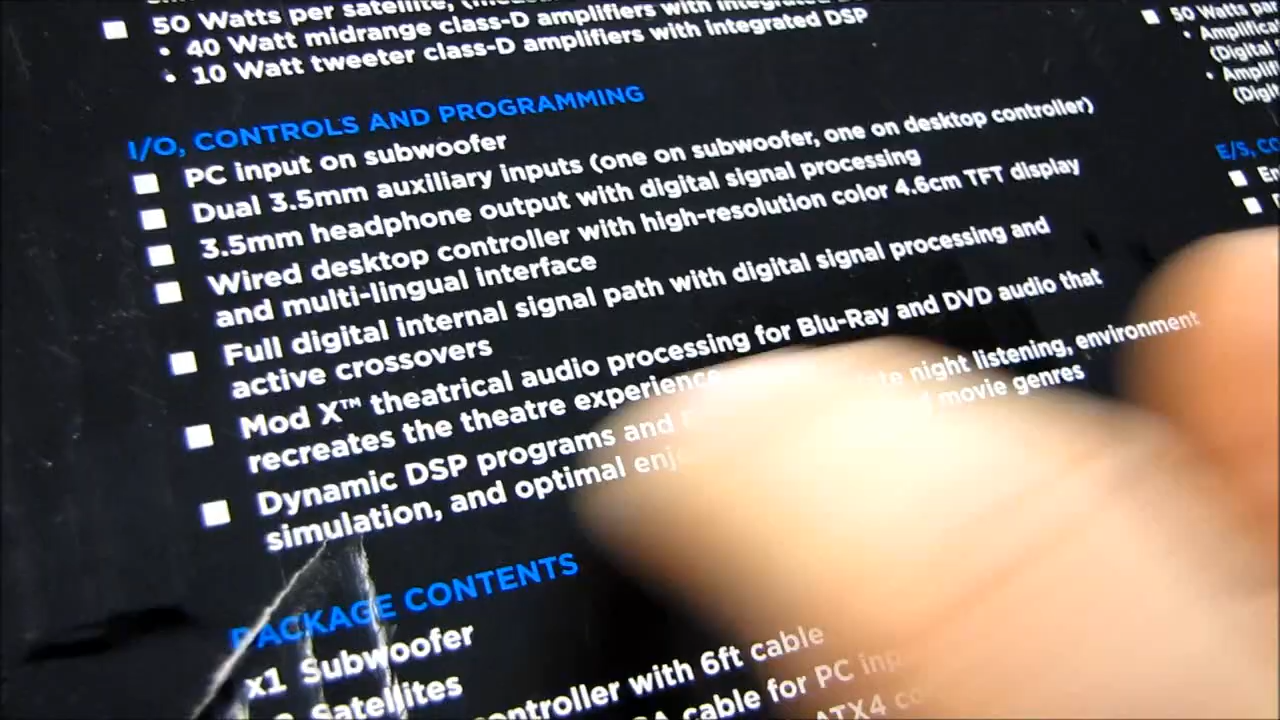 50 Watts per satellite,
40 Watt midrange class-D amplifiers with integrated
10 Watt tweeter class-D amplifiers with integrated DSP
I/O, CONTROLS AND PROGRAMMING
PC input on subwoofer
Dual 3.5mm auxiliary inputs (one on subwoofer, one on desktop controller)
3.5mm headphone output with digital signal processing
Wired desktop controller with high-resolution color 4.6cm TFT display
and multi-lingual interface
Full digital internal signal path with digital signal processing and
active crossovers
Mod X™ theatrical audio processing for Blu-Ray and DVD audio that
recreates the theatre experience
Dynamic DSP programs and night listening, environment
simulation, and optimal movie genres
PACKAGE CONTENTS
x1 Subwoofer
Satellites
controller with 6ft cable
cable for PC
ATX4
50 Watts
(Digital
E/S,